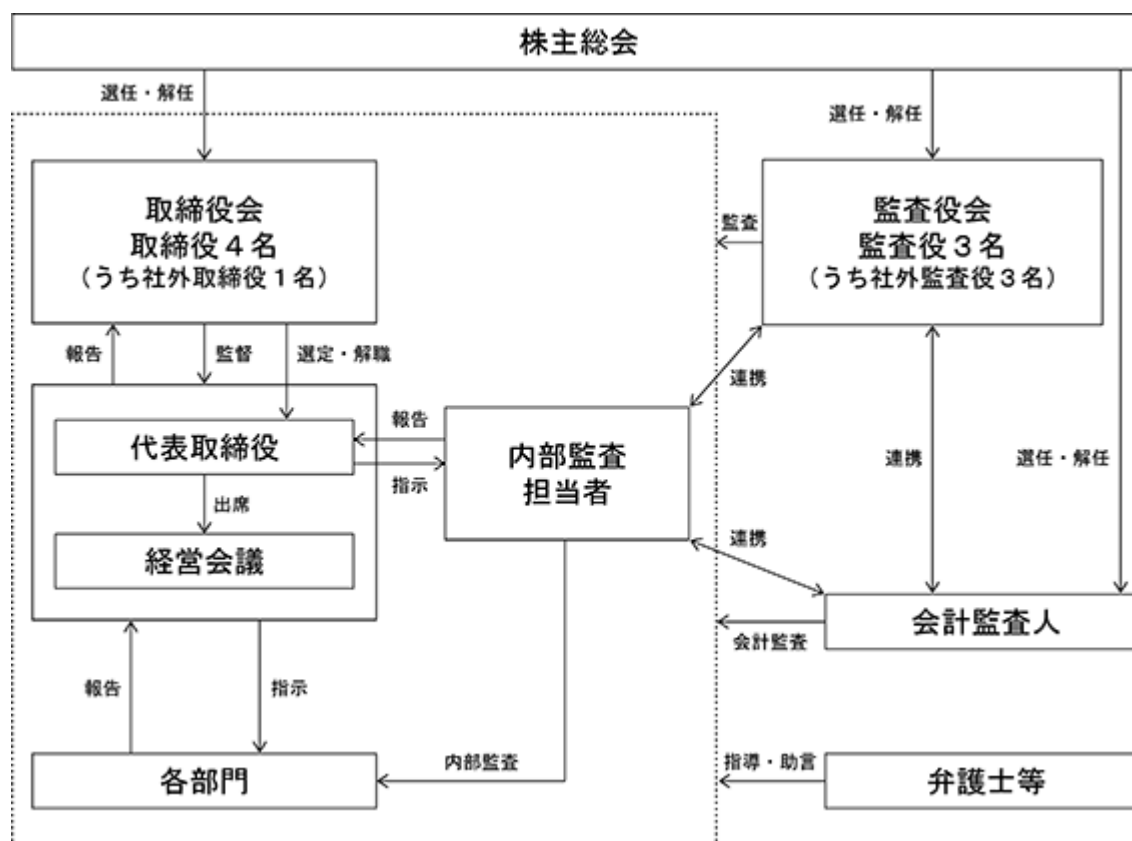 株主総会
選任・解任
選任・解任
取締役会
取締役４名
（うち社外取締役１名）
監査
監査役会
監査役３名
（うち社外監査役３名）
報告
監督
選定・解職
連携
代表取締役
報告
指示
内部監査
担当者
連携
選任・解任
出席
経営会議
連携
会計監査人
会計監査
報告
指示
各部門
内部監査
指導・助言
弁護士等